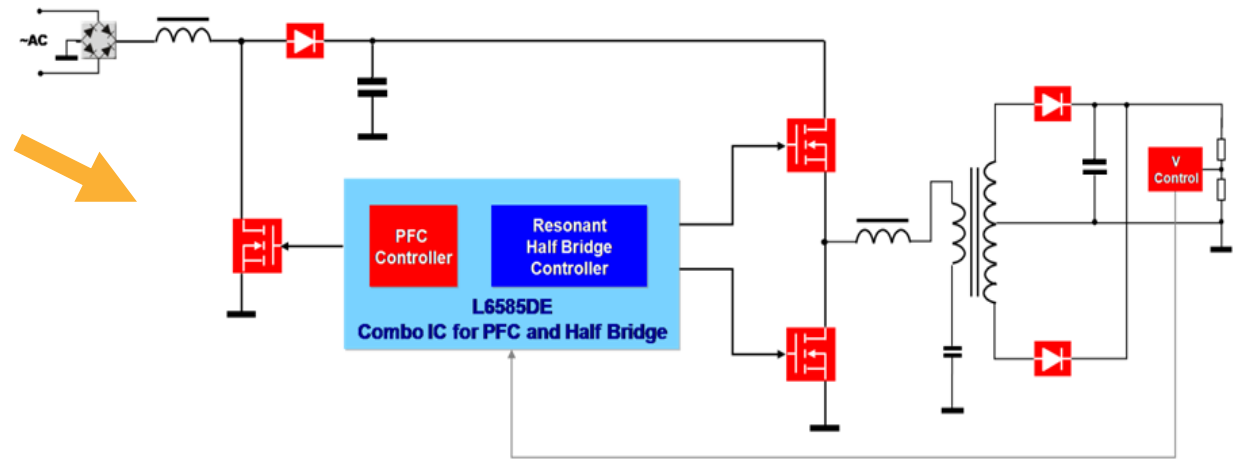 ~AC
PFC
Controller
Resonant
Half Bridge
Controller
L6585DE
Combo IC for PFC and Half Bridge
V
Control